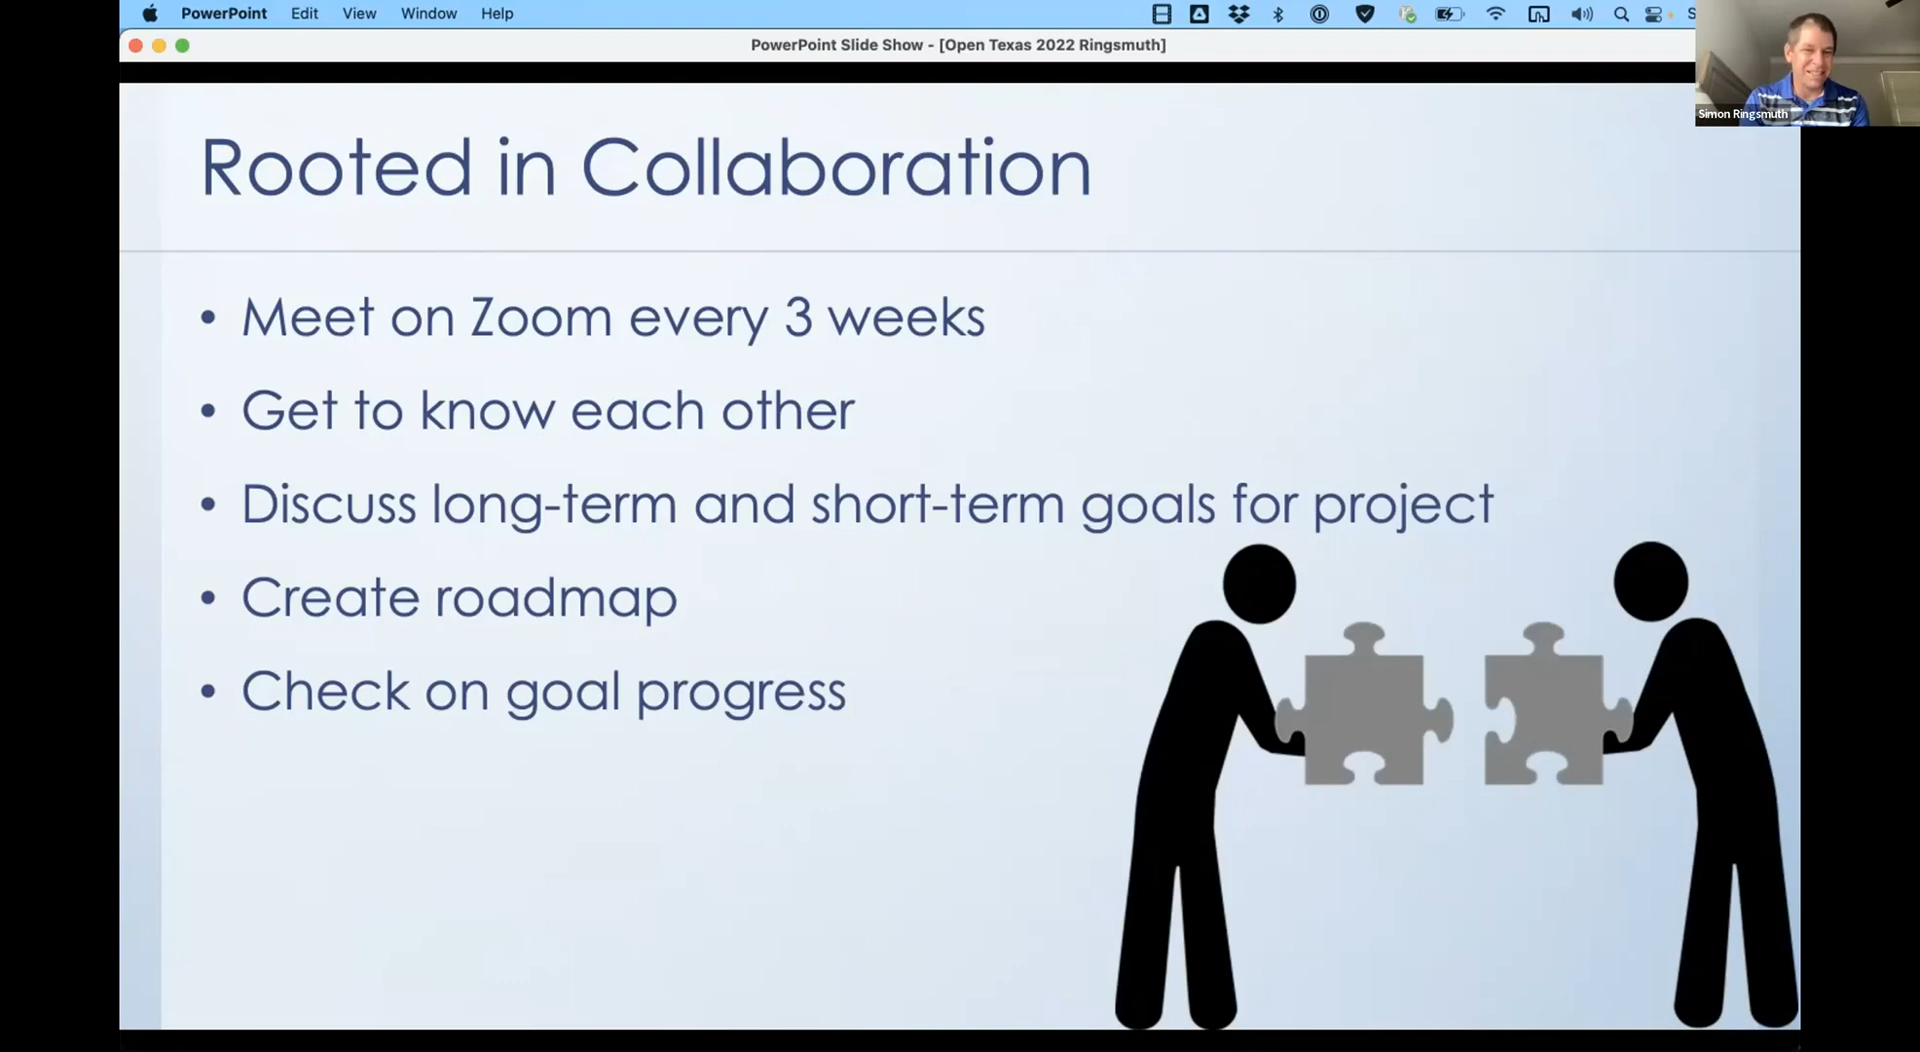 PowerPoint Edit View Window Help
PowerPoint Slide Show - [Open Texas 2022 Ringsmuth]
Simon Ringsmuth
Rooted in Collaboration
• Meet on Zoom every 3 weeks
• Get to know each other
• Discuss long-term and short-term goals for project
• Create roadmap
• Check on goal progress